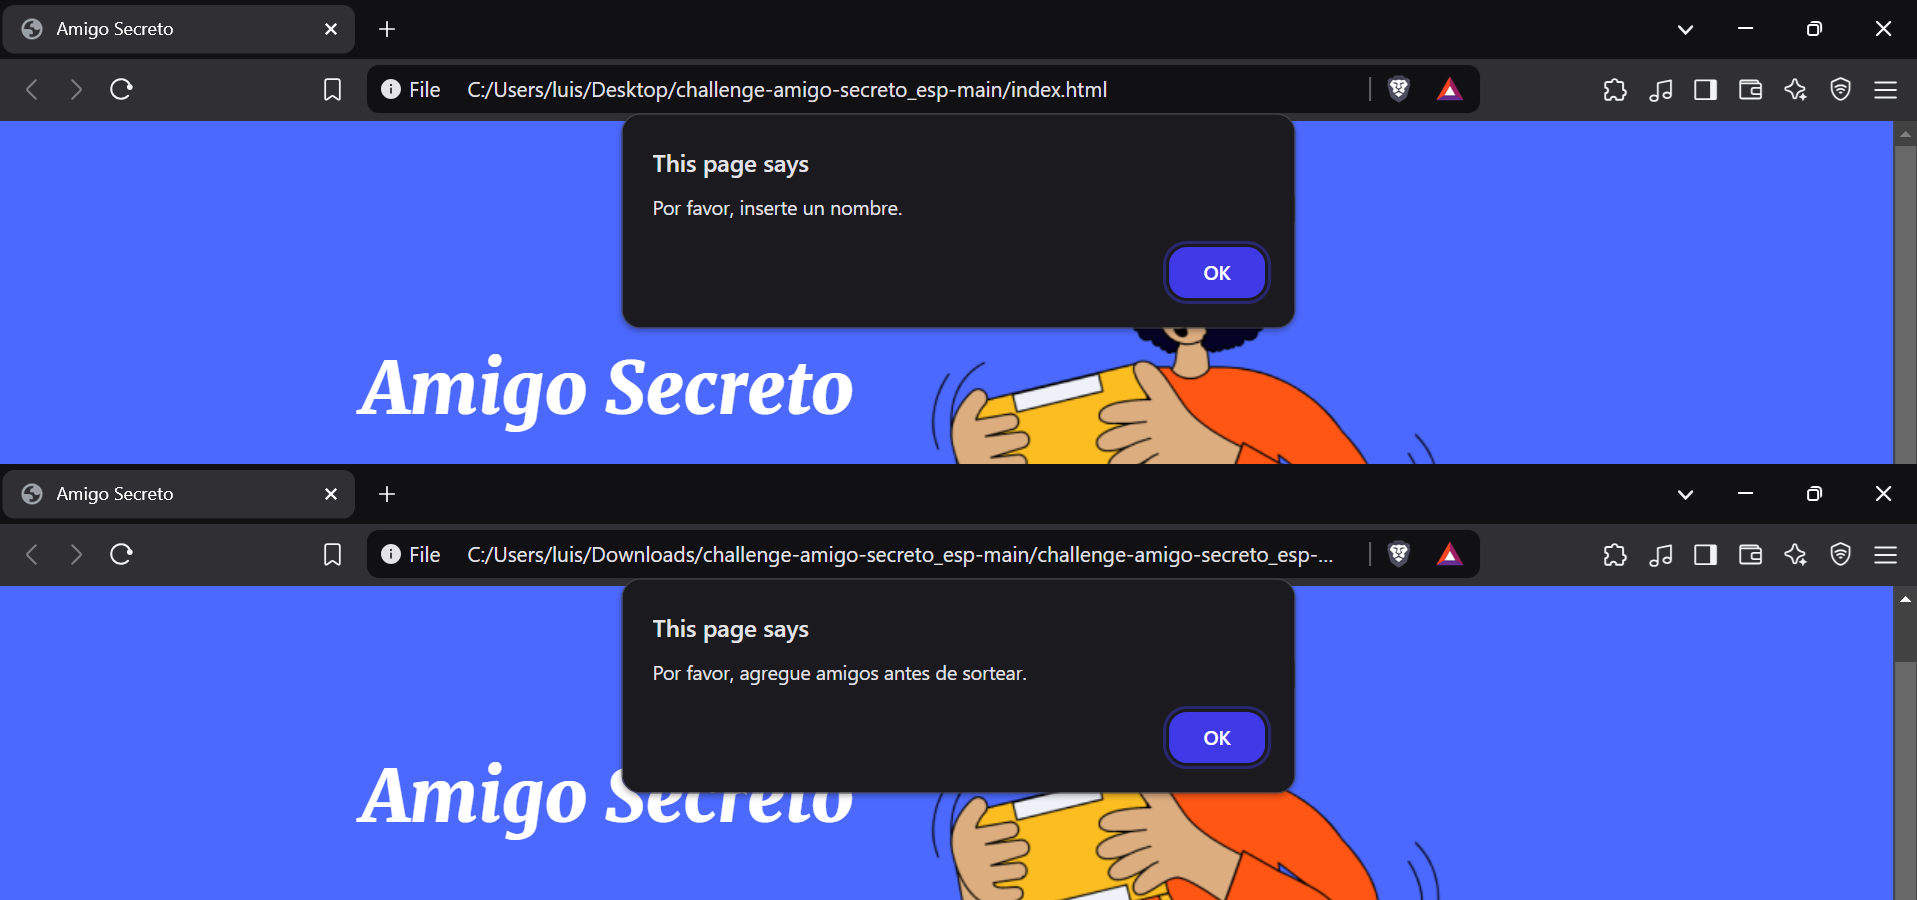 Amigo Secreto
File C:/Users/luis/Desktop/challenge-amigo-secreto_esp-main/index.html
This page says
Por favor, inserte un nombre.
OK
Amigo Secreto
Amigo Secreto
File C:/Users/luis/Downloads/challenge-amigo-secreto_esp-main/challenge-amigo-secreto_esp-...
This page says
Por favor, agregue amigos antes de sortear.
OK
Amigo Secreto